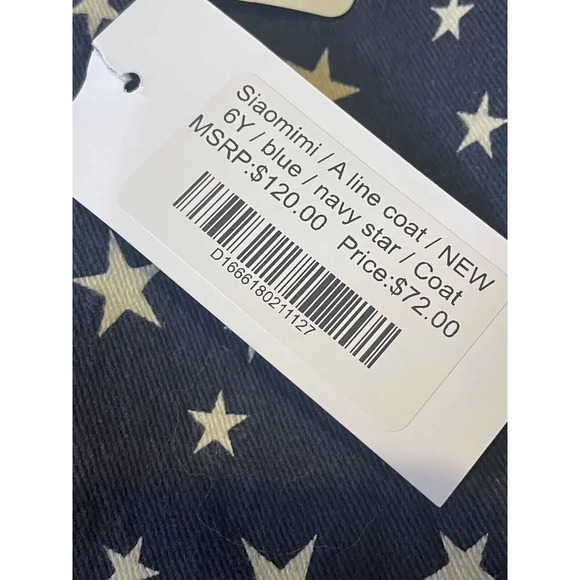 Siaomimi / A line coat / NEW
6Y / blue / navy star / Coat
MSRP:$120.00 Price:$72.00
D1666180211127